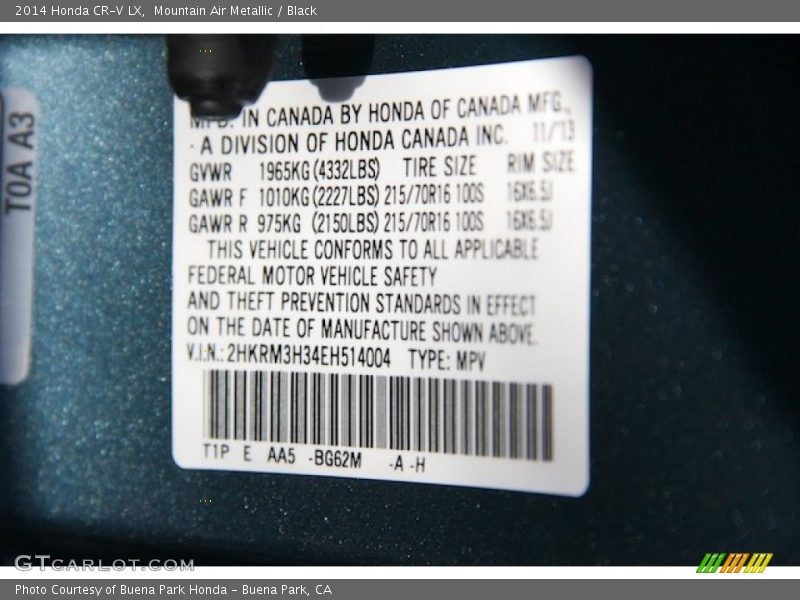 2014 Honda CR-V LX, Mountain Air Metallic / Black
T0A A3
MFD. IN CANADA BY HONDA OF CANADA MFG.,
· A DIVISION OF HONDA CANADA INC. 11/13
GVWR 1965KG(4332LBS) TIRE SIZE RIM SIZE
GAWR F 1010KG(2227LBS) 215/70R16 100S 16X6.5J
GAWR R 975KG (2150LBS) 215/70R16 100S 16X6.5J
THIS VEHICLE CONFORMS TO ALL APPLICABLE
FEDERAL MOTOR VEHICLE SAFETY
AND THEFT PREVENTION STANDARDS IN EFFECT
ON THE DATE OF MANUFACTURE SHOWN ABOVE.
V.I.N.: 2HKRM3H34EH514004 TYPE: MPV
T1P E AA5 -BG62M -A -H
GTCARLOT.COM
Photo Courtesy of Buena Park Honda - Buena Park, CA